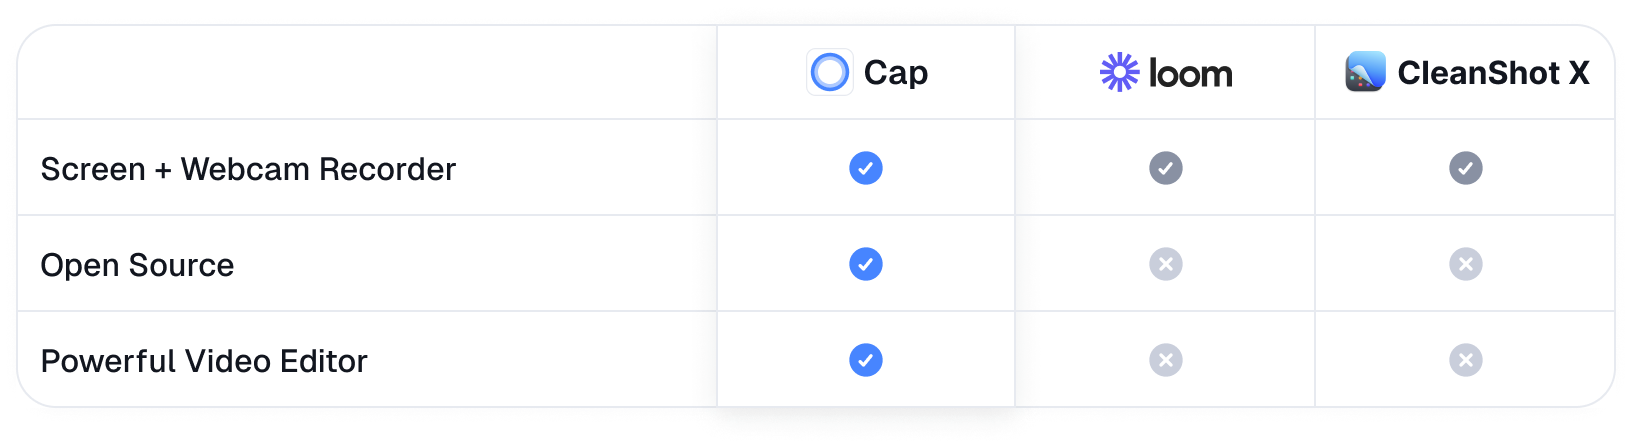 Cap loom CleanShot X
Screen + Webcam Recorder
Open Source
Powerful Video Editor